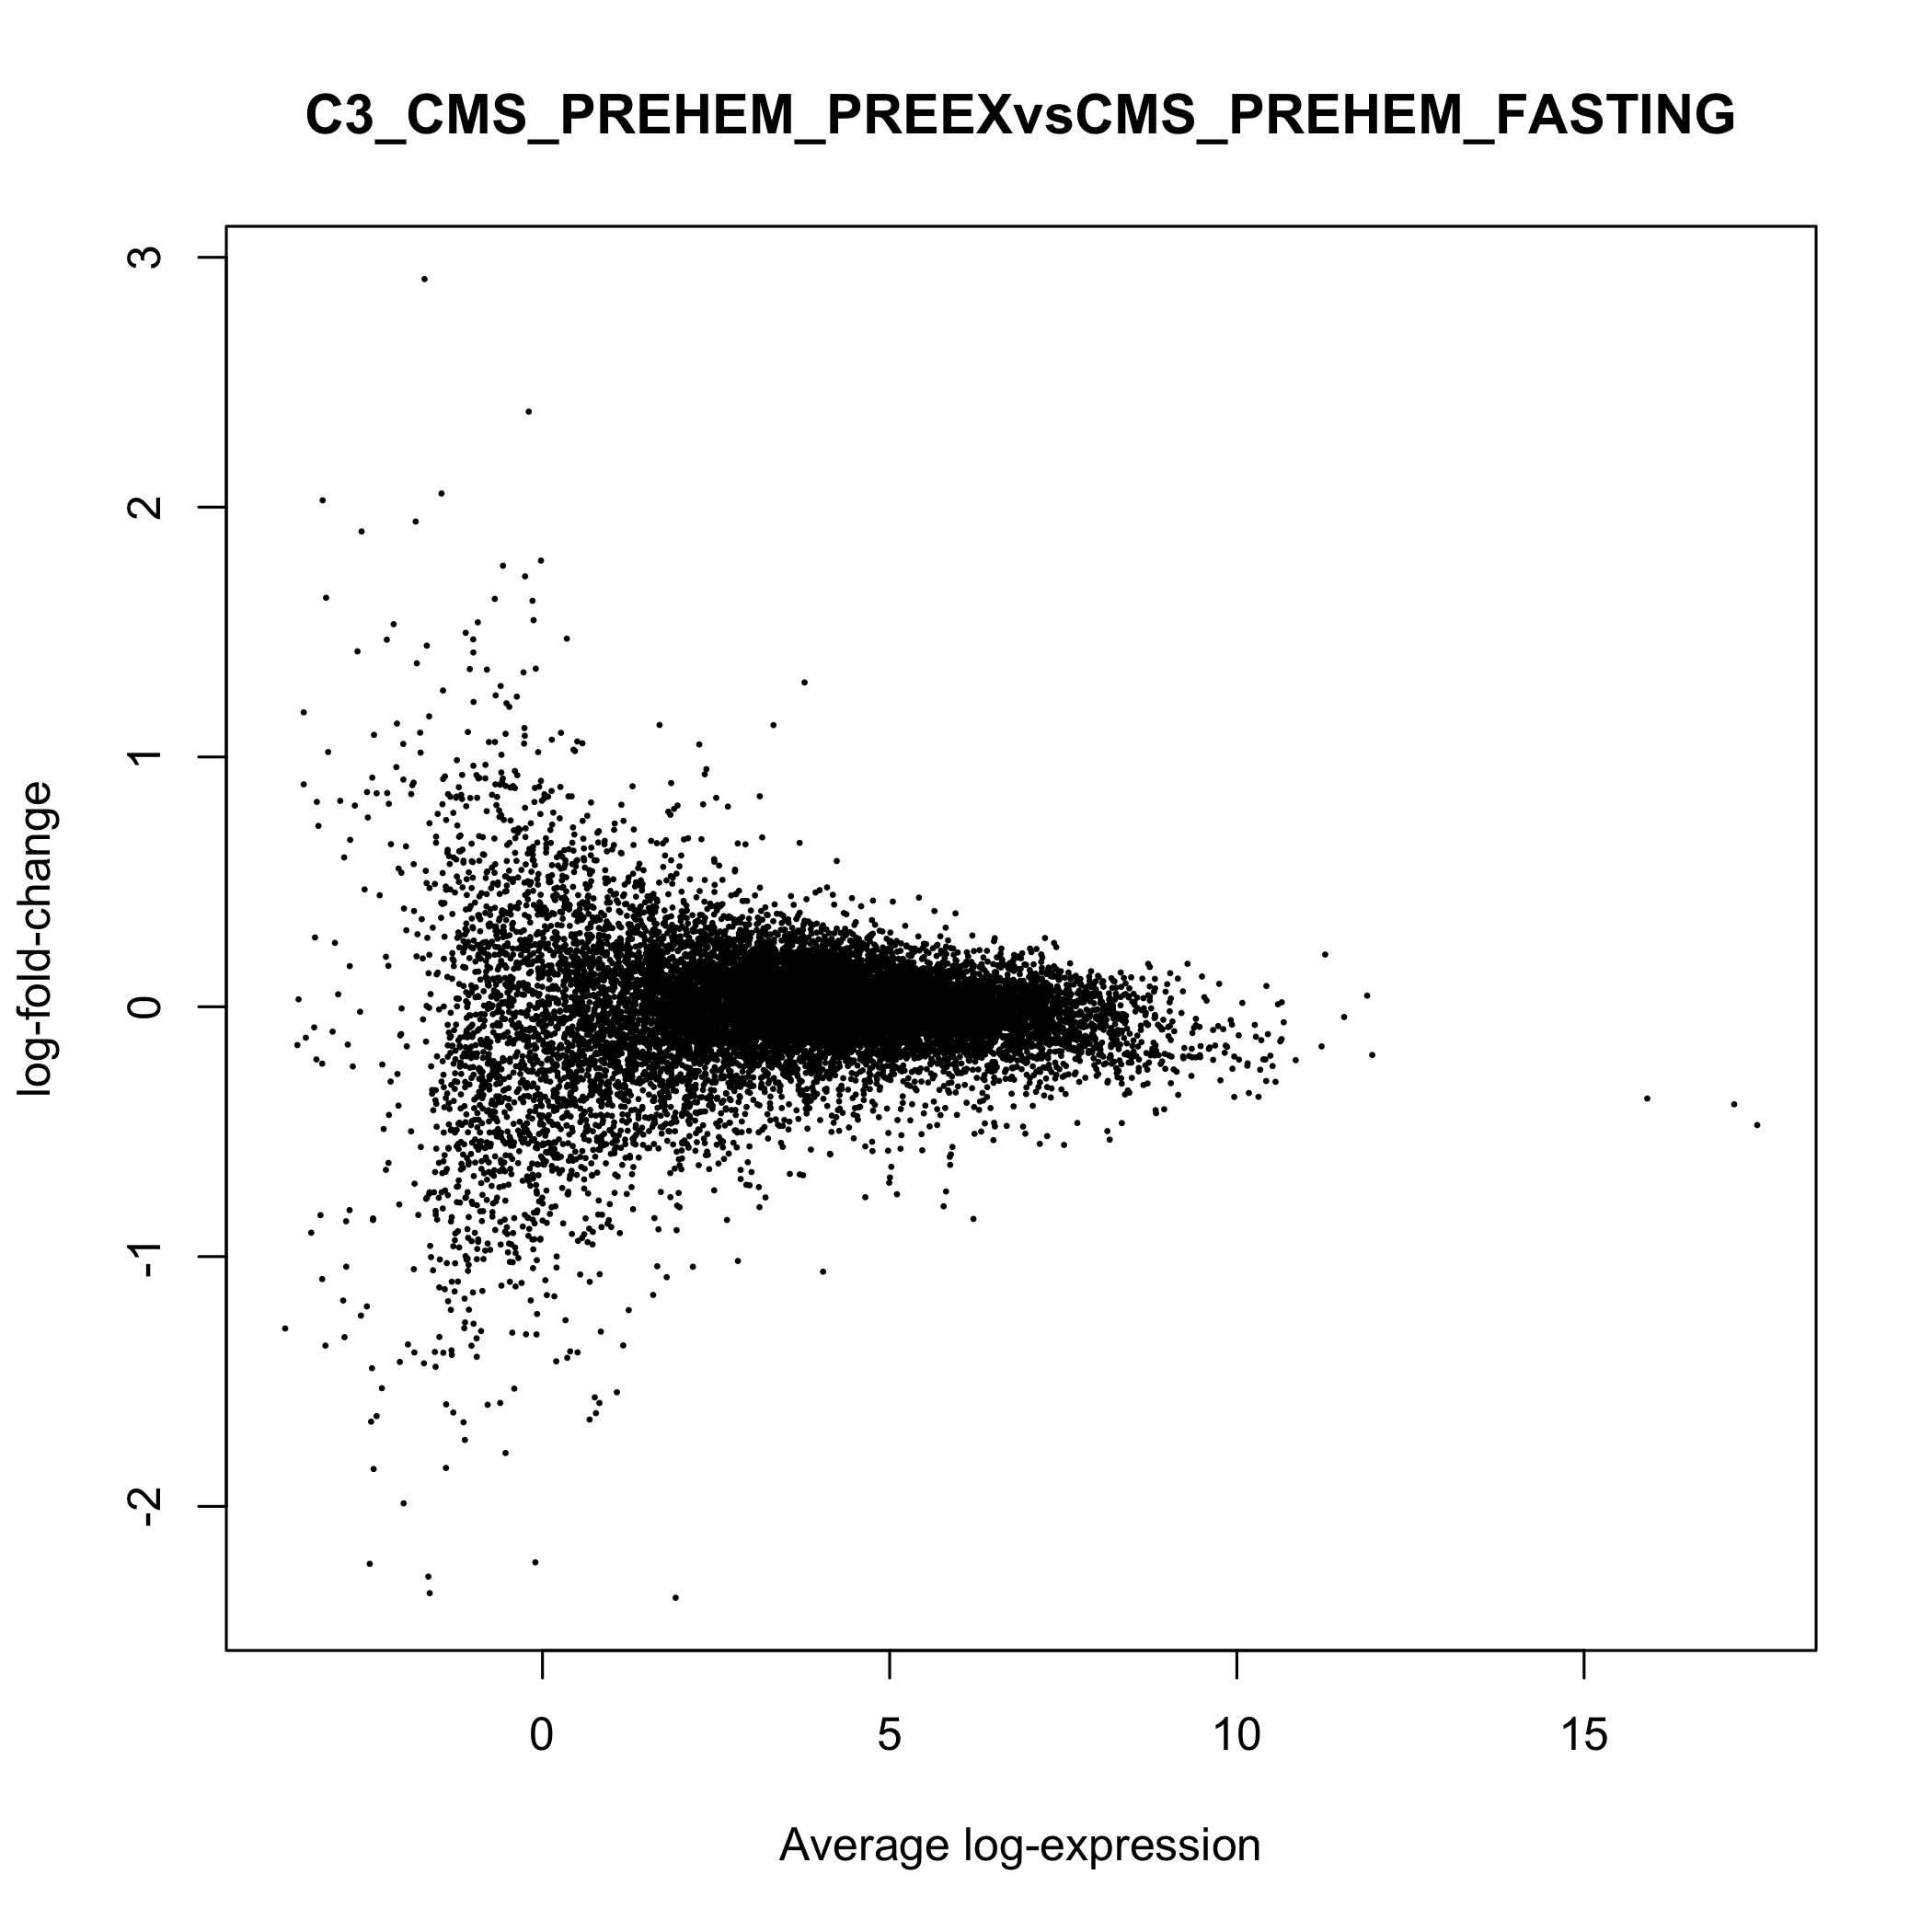 C3_CMS_PREHEM_PREEXvsCMS_PREHEM_FASTING
3
2
1
0
-1
-2
log-fold-change
0 5 10 15
Average log-expression